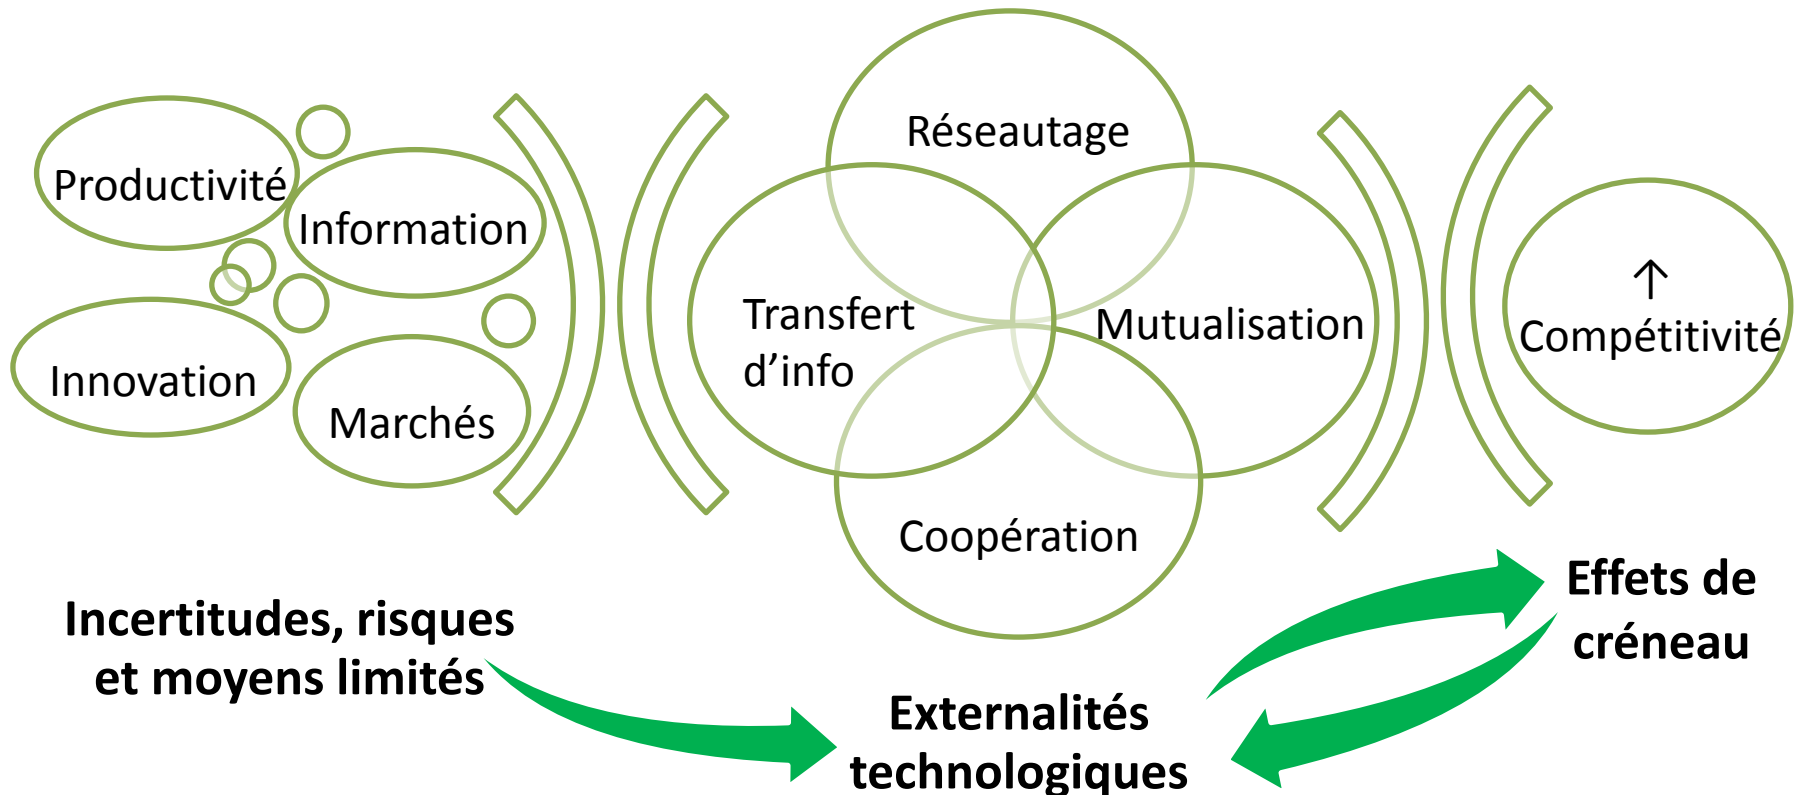 Productivité
Information
Innovation
Marchés
Réseautage
Transfert
d’info
Mutualisation
Coopération
↑
Compétitivité
Incertitudes, risques
et moyens limités
Externalités
technologiques
Effets de
créneau